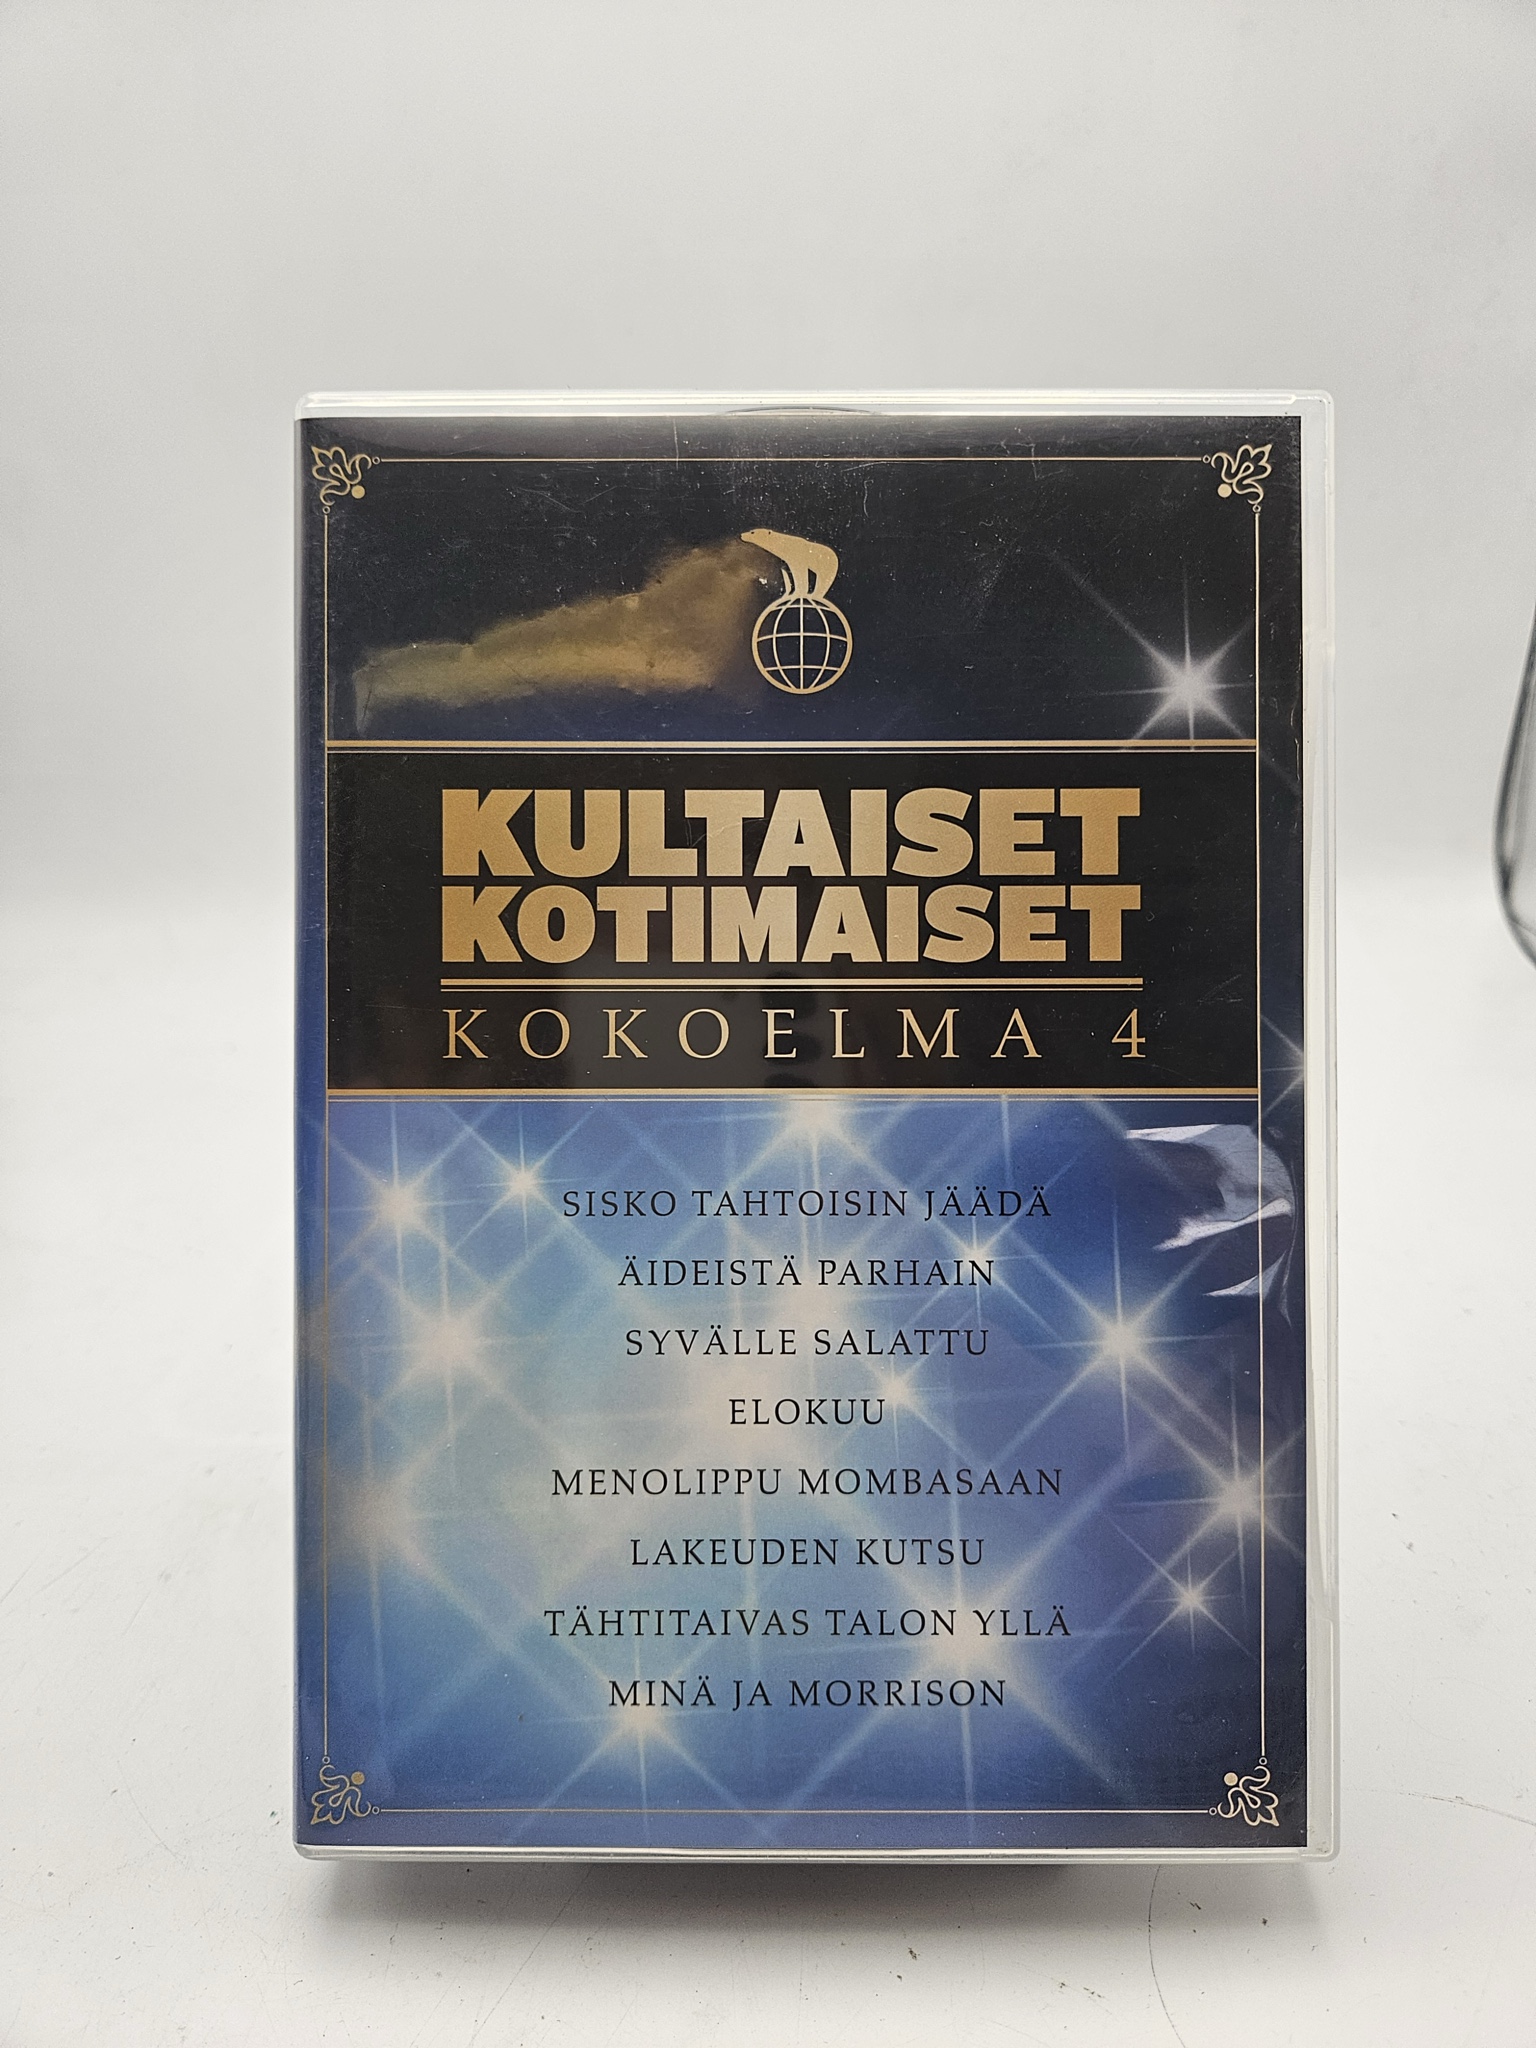 KULTAISET
KOTIMAISET
KOKOELMA 4
SISKO TAHTOISIN JÄÄDÄ
ÄIDEISTÄ PARHAIN
SYVÄLLE SALATTU
ELOKUU
MENOLIPPU MOMBASAAN
LAKEUDEN KUTSU
TÄHTITAIVAS TALON YLLÄ
MINÄ JA MORRISON